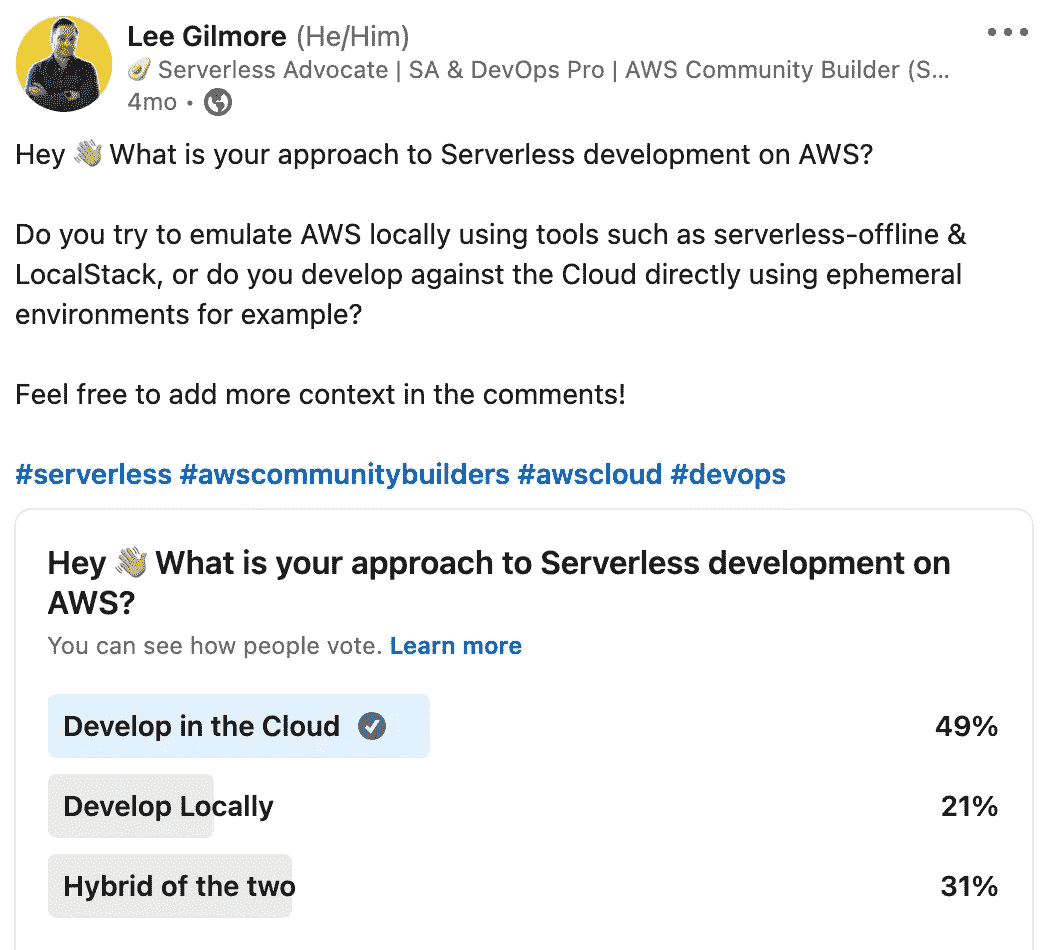 Lee Gilmore (He/Him)
🥑 Serverless Advocate | SA & DevOps Pro | AWS Community Builder (S...
4mo •
Hey 👋 What is your approach to Serverless development on AWS?
Do you try to emulate AWS locally using tools such as serverless-offline &
LocalStack, or do you develop against the Cloud directly using ephemeral
environments for example?
Feel free to add more context in the comments!
#serverless #awscommunitybuilders #awscloud #devops
Hey 👋 What is your approach to Serverless development on
AWS?
You can see how people vote. Learn more
Develop in the Cloud 49%
Develop Locally 21%
Hybrid of the two 31%